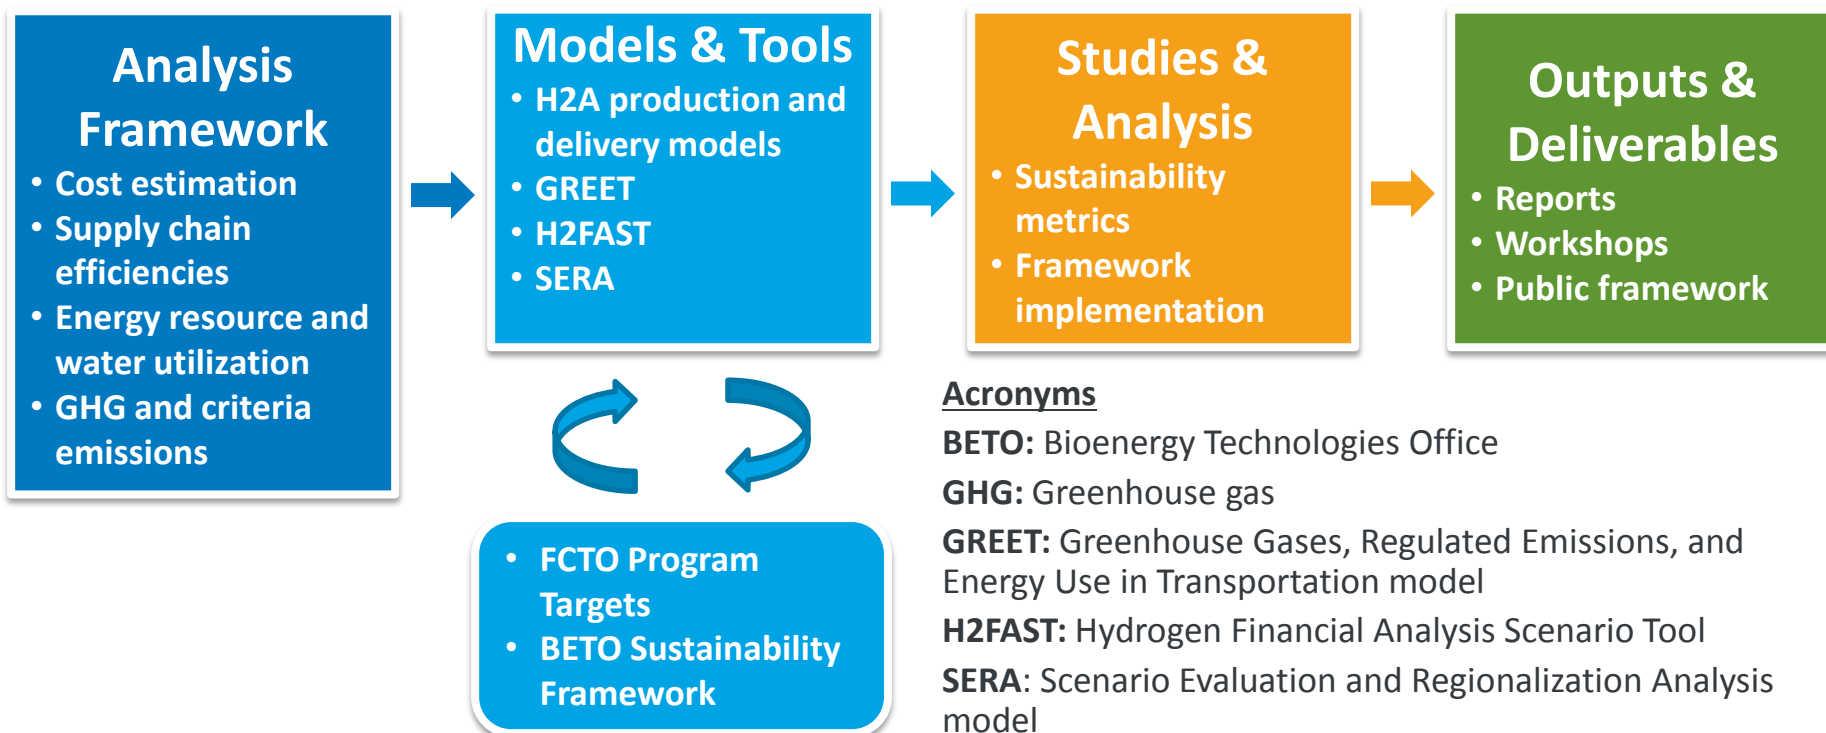 Analysis
Framework
• Cost estimation
• Supply chain
efficiencies
• Energy resource and
water utilization
• GHG and criteria
emissions
Models & Tools
• H2A production and
delivery models
• GREET
• H2FAST
• SERA
Studies &
Analysis
• Sustainability
metrics
• Framework
implementation
Outputs &
Deliverables
• Reports
• Workshops
• Public framework
• FCTO Program
Targets
• BETO Sustainability
Framework
Acronyms
BETO: Bioenergy Technologies Office
GHG: Greenhouse gas
GREET: Greenhouse Gases, Regulated Emissions, and
Energy Use in Transportation model
H2FAST: Hydrogen Financial Analysis Scenario Tool
SERA: Scenario Evaluation and Regionalization Analysis
model